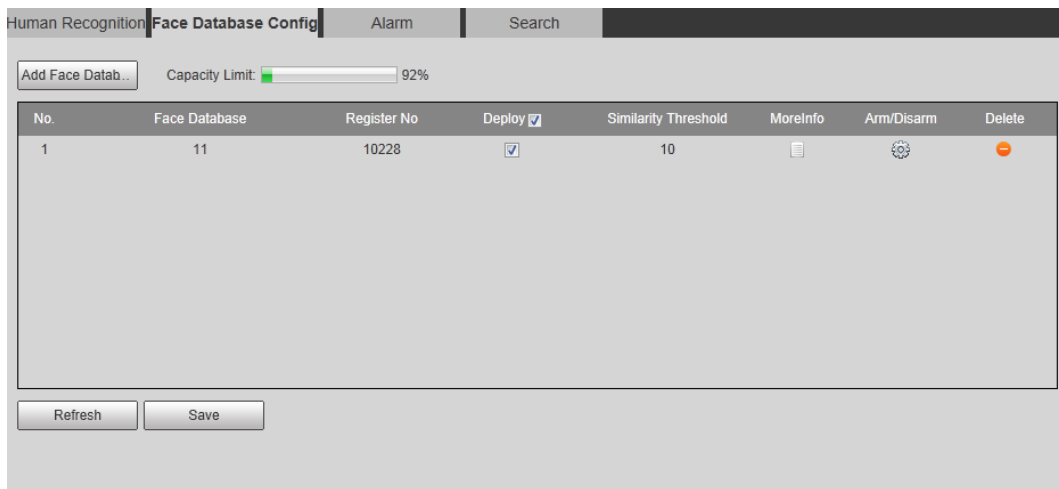 Human Recognition Face Database Config Alarm Search
Add Face Datab... Capacity Limit: 92%
No. Face Database Register No Deploy Similarity Threshold MoreInfo Arm/Disarm Delete
1 11 10228 10
Refresh Save